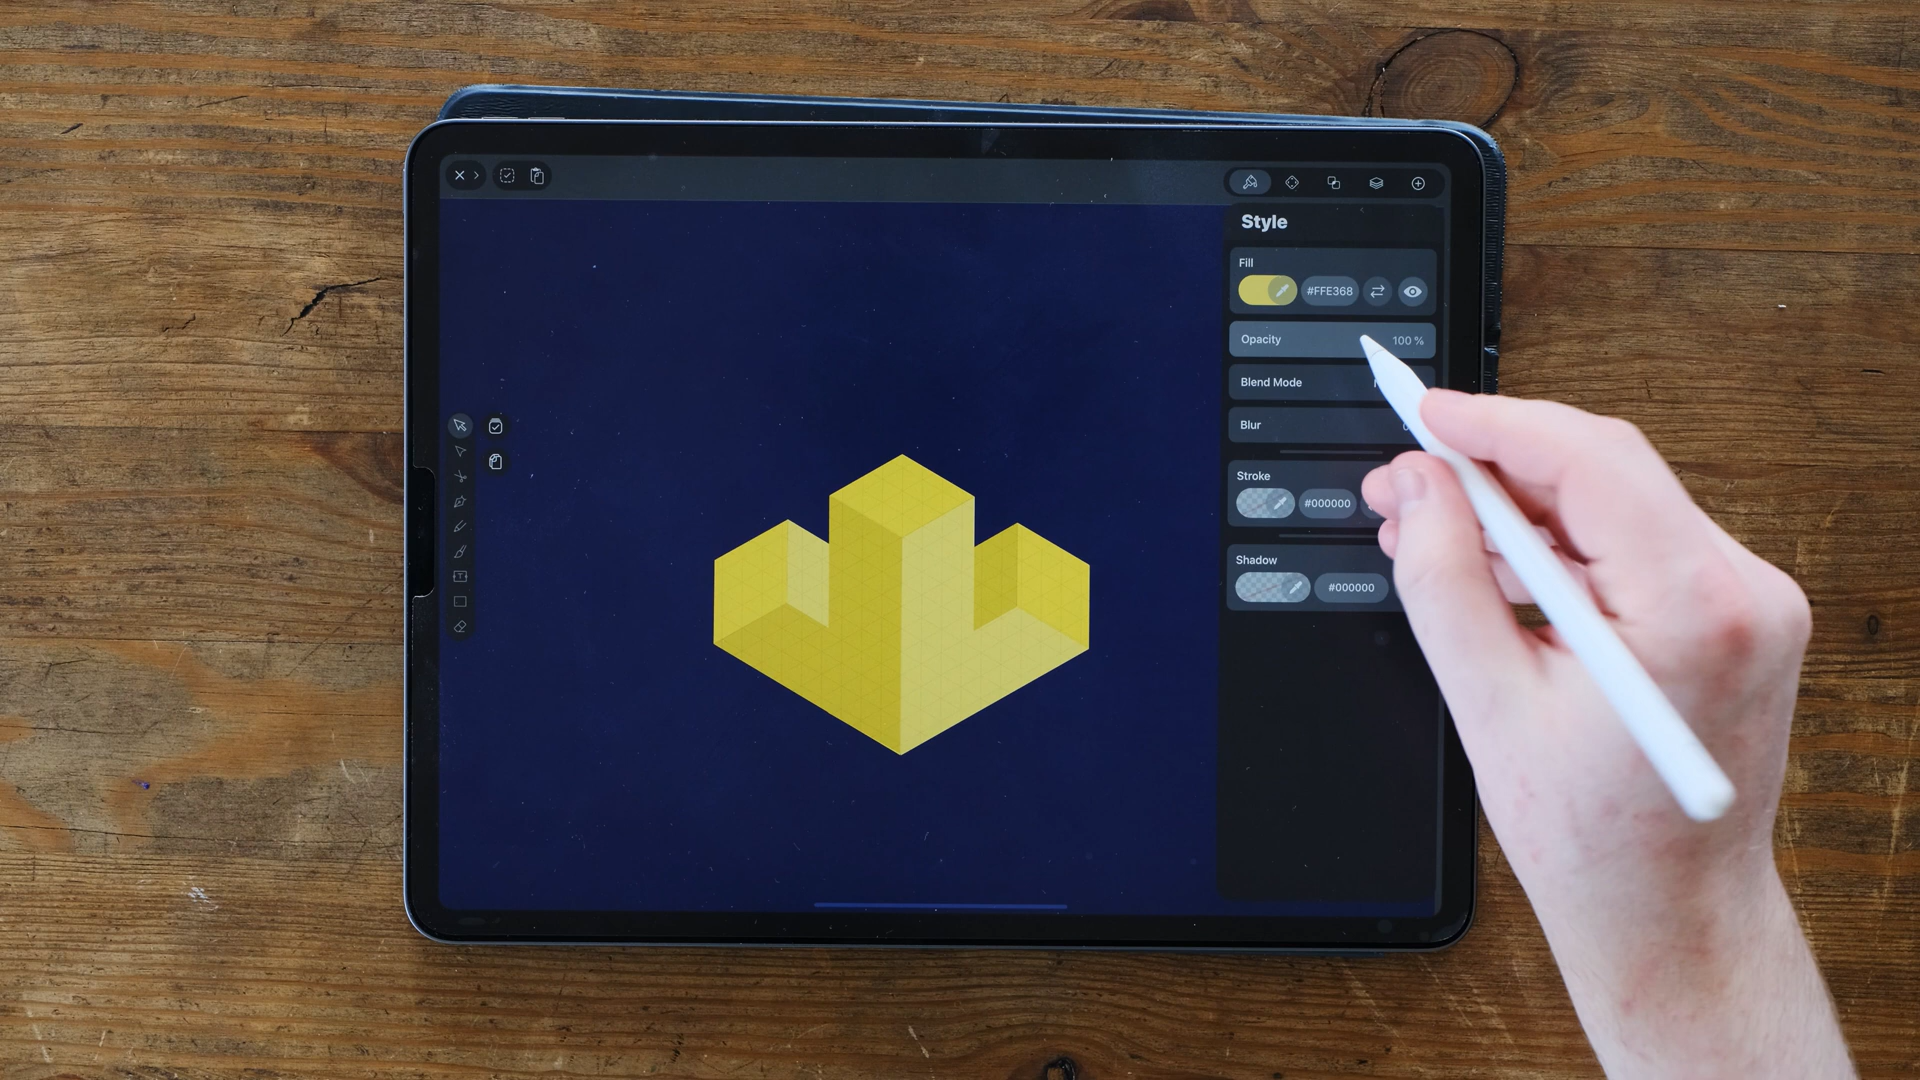 Style
Fill
#FFE368
Opacity 100 %
Blend Mode
Blur
Stroke
#000000
Shadow
#000000